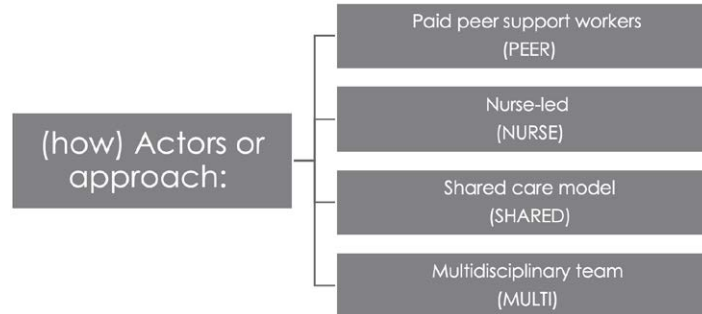 (how) Actors or
approach:
Paid peer support workers
(PEER)
Nurse-led
(NURSE)
Shared care model
(SHARED)
Multidisciplinary team
(MULTI)